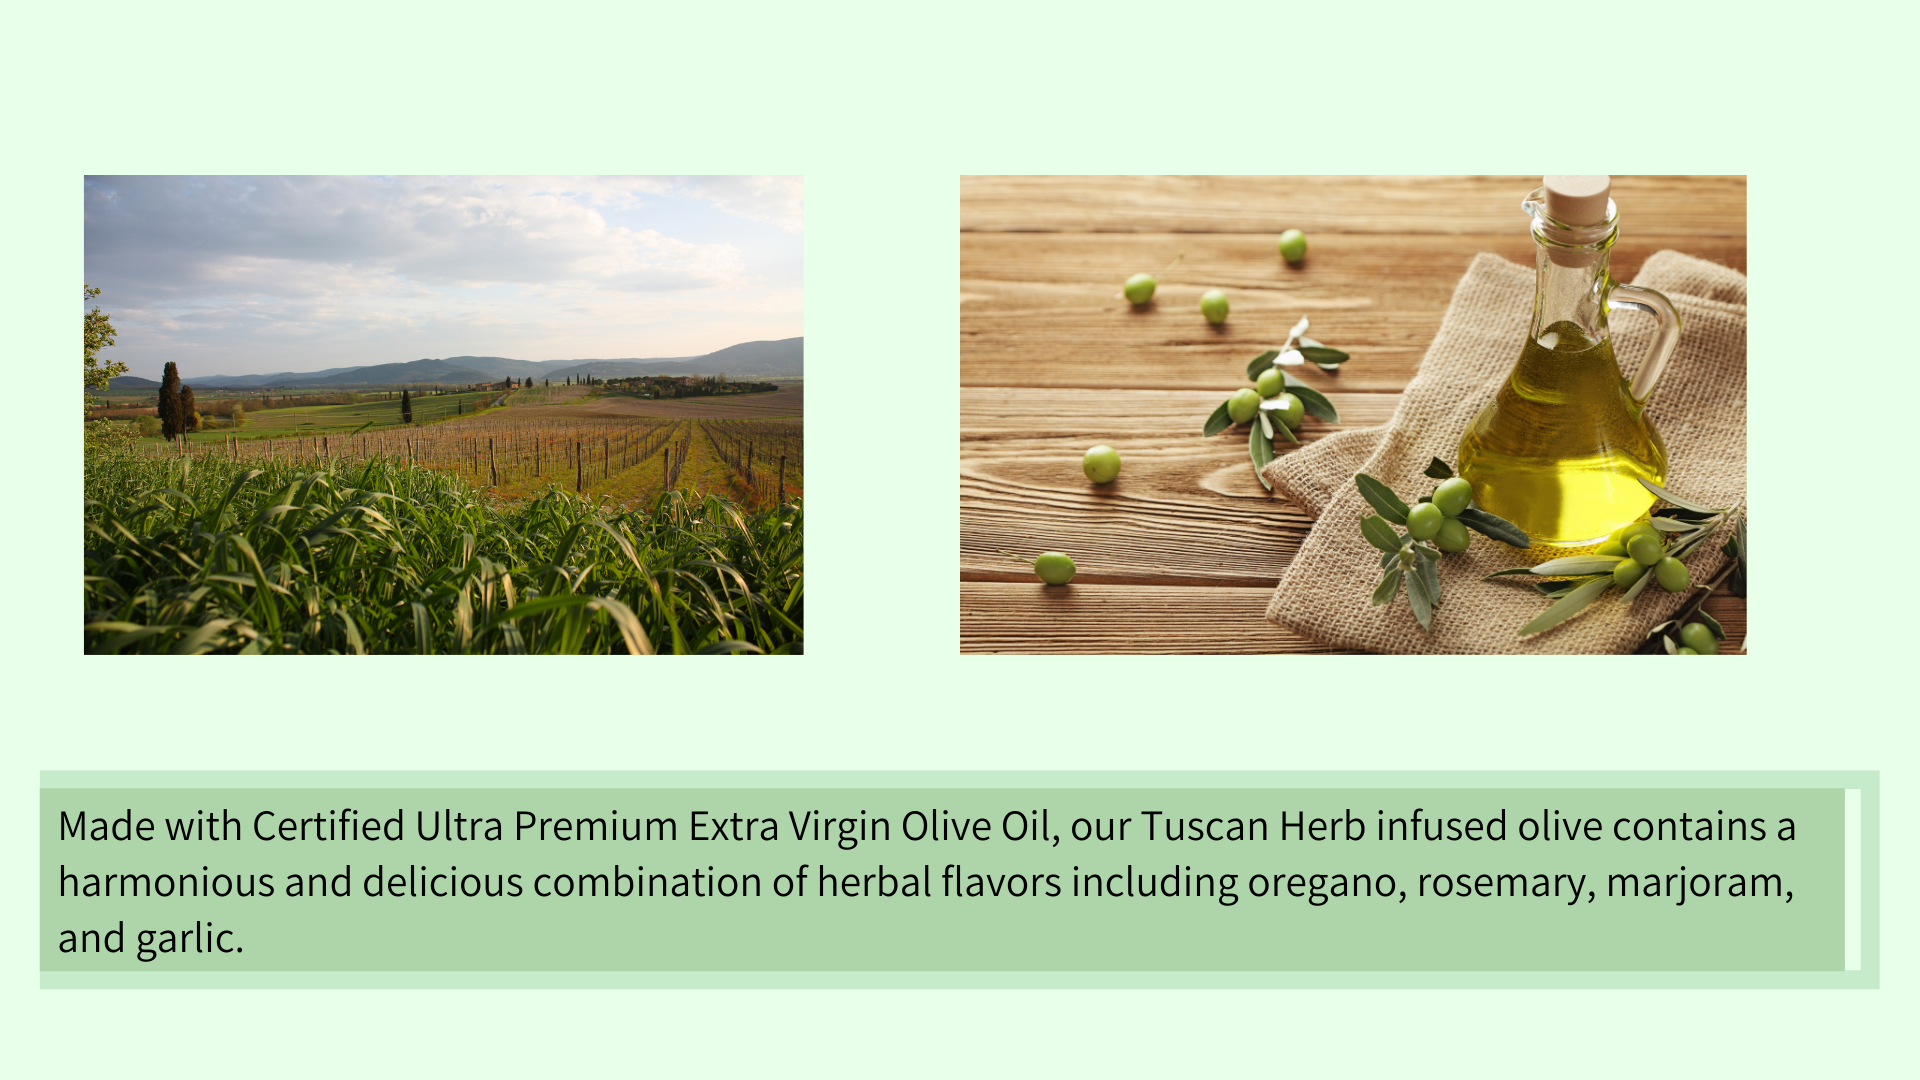 Made with Certified Ultra Premium Extra Virgin Olive Oil, our Tuscan Herb infused olive contains a
harmonious and delicious combination of herbal flavors including oregano, rosemary, marjoram,
and garlic.